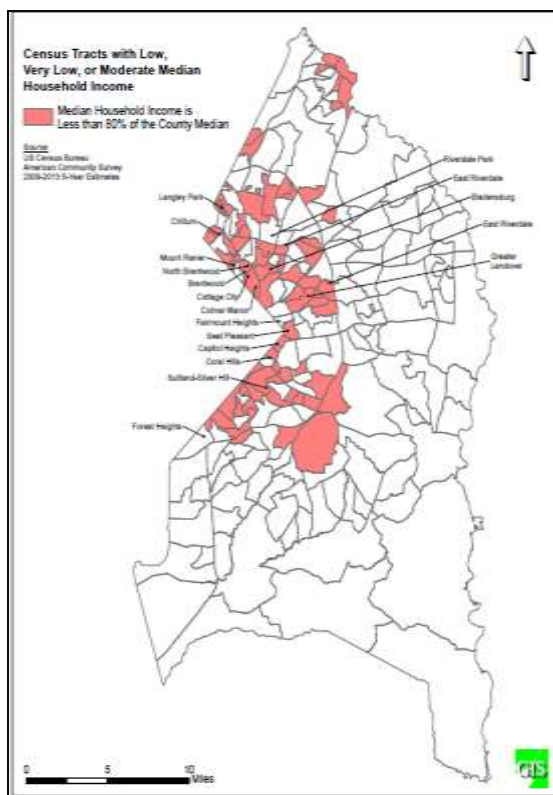 Census Tracts with Low,
Very Low, or Moderate Median
Household Income
Median Household Income is
Less than 80% of the County Median
Source
US Census Bureau
American Community Survey
2009-2013 5-Year Estimates
Riverdale Park
East Riverdale
Bladensburg
East Riverdale
Greater
Landover
Langley Park
Chillum
Mount Rainier
North Brentwood
Brentwood
Cottage City
Colmar Manor
Fairmount Heights
Seat Pleasant
Capitol Heights
Coral Hills
Suitland-Silver Hill
Forest Heights
0 5 10
Miles
GIS